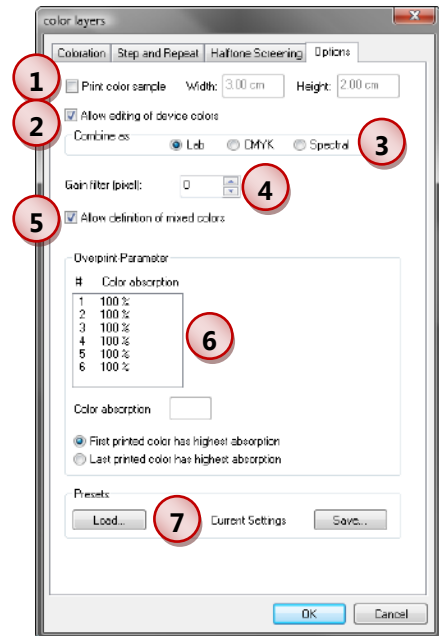 color layers
Coloration Step and Repeat Halftone Screening Options
1 Print color sample Width: 3.00 cm Height: 2.00 cm
2 Allow editing of device colors
Combine as
Lab CMYK Spectral 3
Gain filter (pixel): 0 4
5 Allow definition of mixed colors
Overprint Parameter
# Color absorption
1 100 %
2 100 %
3 100 %
4 100 %
5 100 %
6 100 %
6
Color absorption
First printed color has highest absorption
Last printed color has highest absorption
Presets
Load... 7 Current Settings Save...
OK Cancel